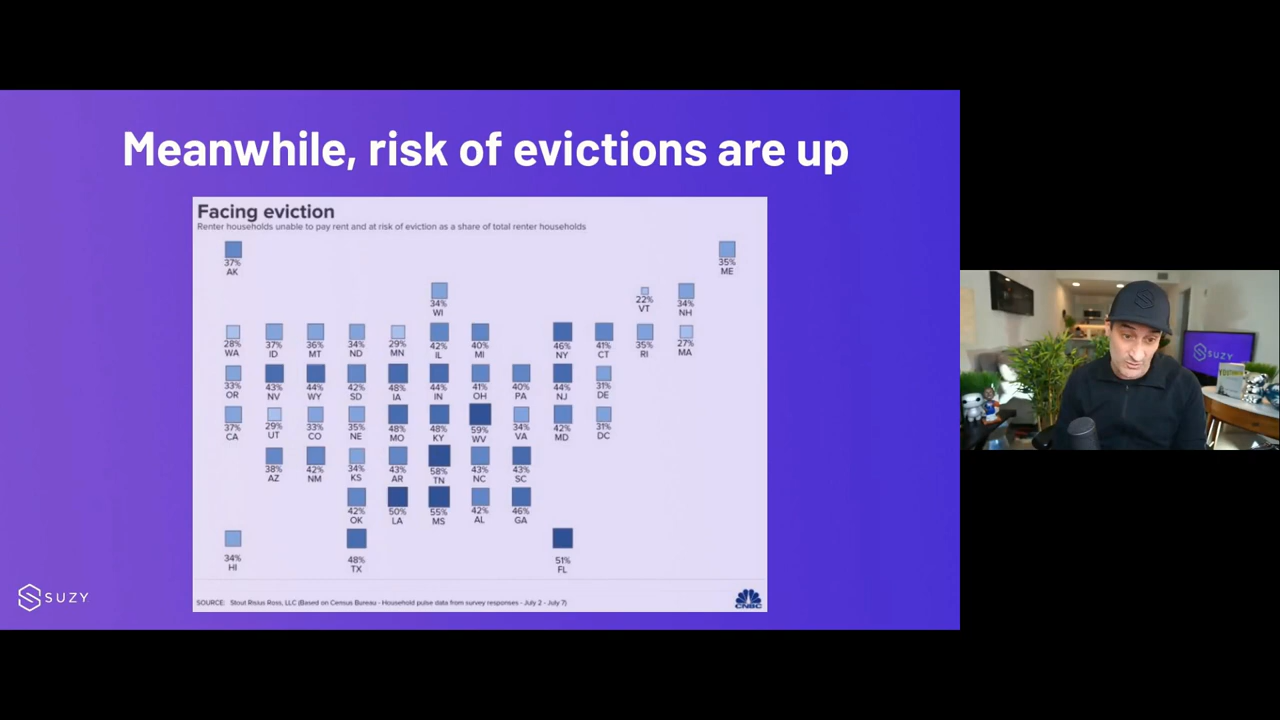 Meanwhile, risk of evictions are up
Facing eviction
Renter households unable to pay rent and at risk of eviction as a share of total renter households
37% 35%
AK ME
34% 22% 34%
WI VT NH
28% 37% 36% 34% 29% 42% 40% 46% 41% 35% 27%
WA ID MT ND MN IL MI NY CT RI MA
33% 43% 44% 42% 48% 44% 41% 40% 44% 31%
OR NV WY SD IA IN OH PA NJ DE
37% 29% 33% 35% 48% 48% 59% 34% 42% 31%
CA UT CO NE MO KY WV VA MD DC
38% 42% 34% 43% 58% 43% 43%
AZ NM KS AR TN NC SC
42% 50% 55% 42% 46%
OK LA MS AL GA
34% 48% 51%
HI TX FL
SOURCE: Stout Risius Ross, LLC (Based on Census Bureau - Household pulse data from survey responses - July 2 - July 7)
CNBC
SUZY
SUZY